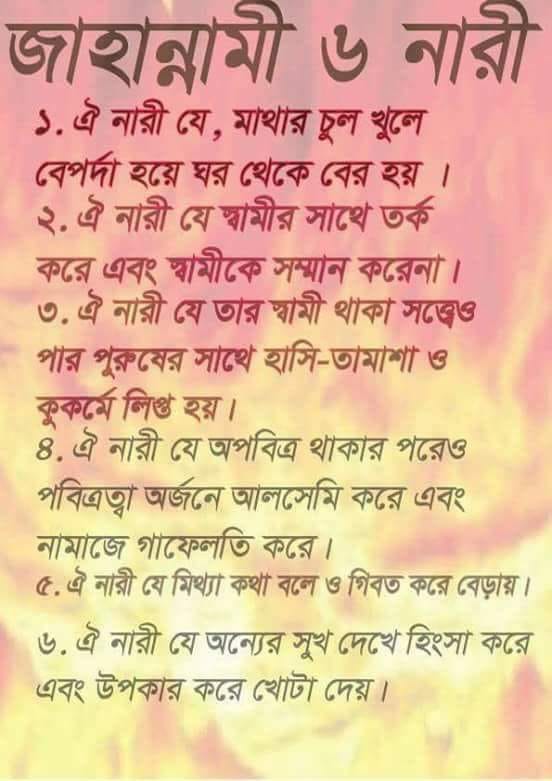 জাহান্নামী ৬ নারী
১. ঐ নারী যে, মাথার চুল খুলে
বেপর্দা হয়ে ঘর থেকে বের হয় ।
২. ঐ নারী যে স্বামীর সাথে তর্ক
করে এবং স্বামীকে সম্মান করেনা।
৩. ঐ নারী যে তার স্বামী থাকা সত্ত্বেও
পার পুরুষের সাথে হাসি-তামাশা ও
কুকর্মে লিপ্ত হয়।
৪. ঐ নারী যে অপবিত্র থাকার পরেও
পবিত্রত্বা অর্জনে আলসেমি করে এবং
নামাজে গাফেলতি করে।
৫. ঐ নারী যে মিথ্যা কথা বলে ও গিবত করে বেড়ায়।
৬. ঐ নারী যে অন্যের সুখ দেখে হিংসা করে
এবং উপকার করে খোটা দেয়।